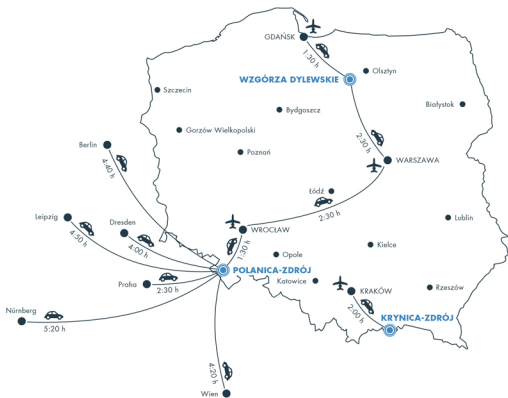 GDAŃSK
1:30 h
WZGÓRZA DYLEWSKIE
Olsztyn
Szczecin
Bydgoszcz
Białystok
Gorzów Wielkopolski
2:30 h
Berlin
4:40 h
Poznań
WARSZAWA
Łódź
2:30 h
Leipzig
4:50 h
Dresden
4:00 h
WROCŁAW
1:30 h
Lublin
Kielce
Opole
POLANICA-ZDRÓJ
Praha
2:30 h
Katowice
KRAKÓW
Rzeszów
2:00 h
Nürnberg
5:20 h
KRYNICA-ZDRÓJ
4:20 h
Wien